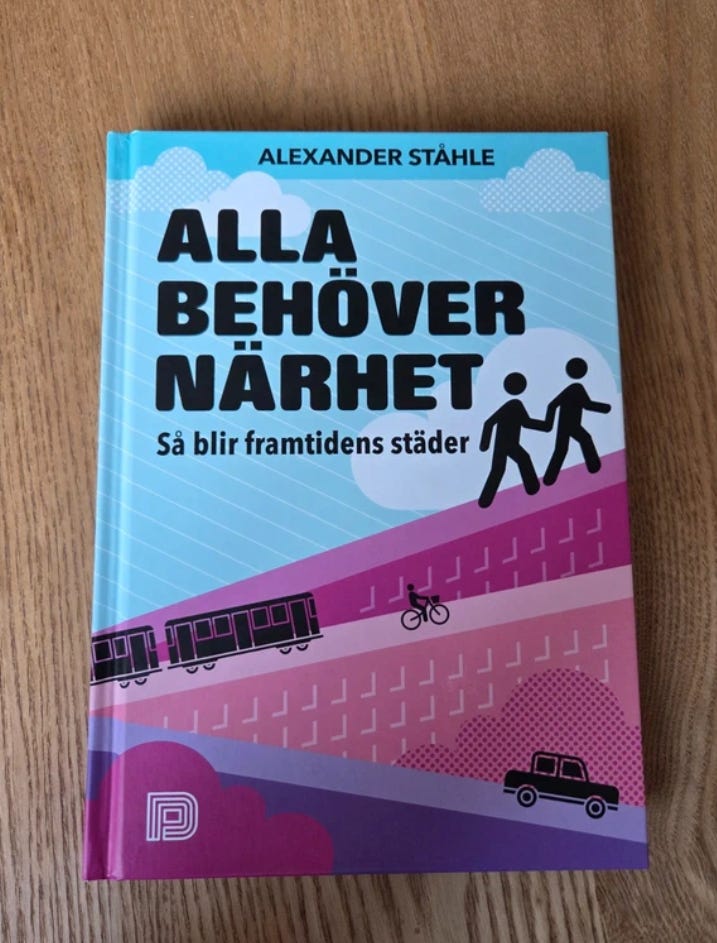 ALEXANDER STÅHLE
ALLA
BEHÖVER
NÄRHET
Så blir framtidens städer